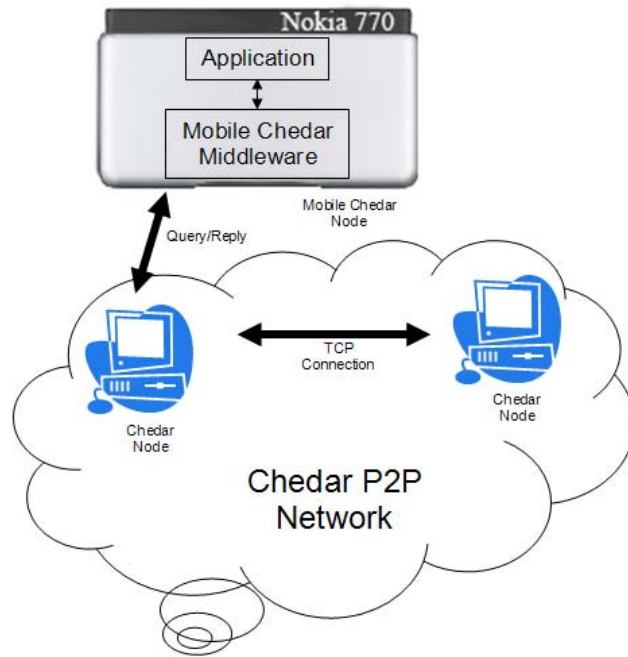 Nokia 770
Application
Mobile Chedar
Middleware
Mobile Chedar
Node
Query/Reply
TCP
Connection
Chedar
Node
Chedar
Node
Chedar P2P
Network